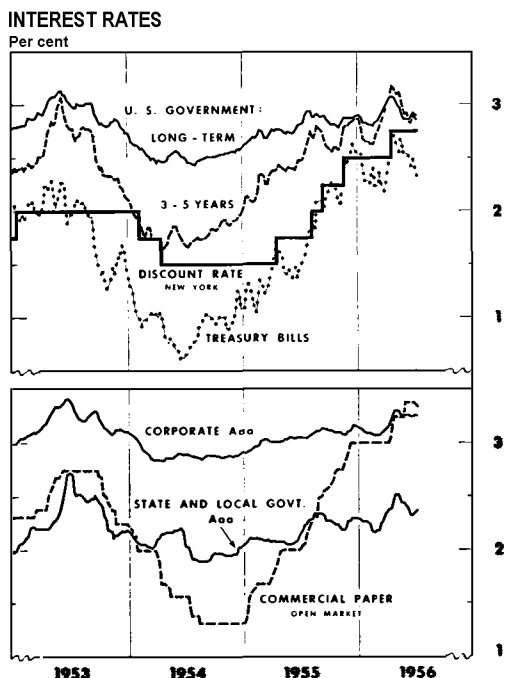 INTEREST RATES
Per cent
U. S. GOVERNMENT:
LONG - TERM
3
3 - 5 YEARS
2
DISCOUNT RATE
NEW YORK
1
TREASURY BILLS
CORPORATE Aaa
3
STATE AND LOCAL GOVT.
Aaa
2
COMMERCIAL PAPER
OPEN MARKET
1
1953 1954 1955 1956